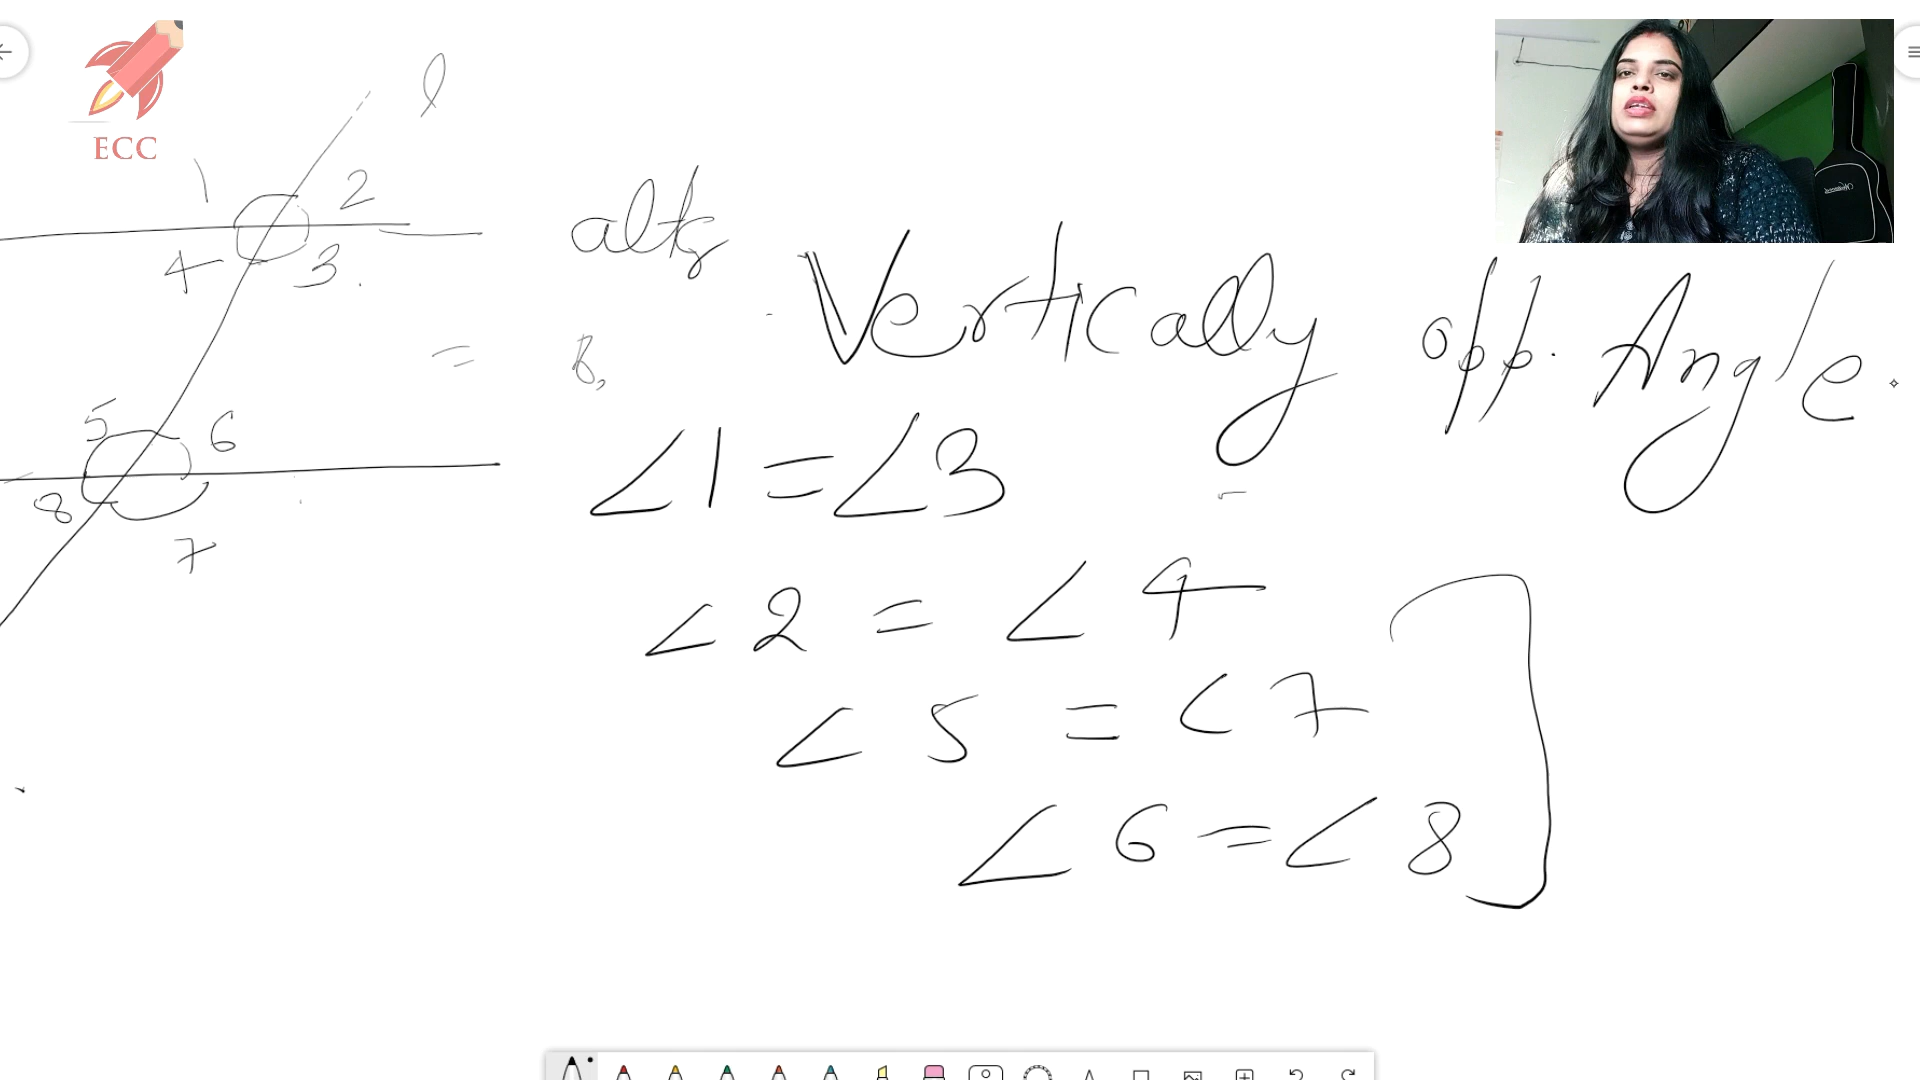 ECC
l
1 2
4 3
5 6
8
7
Vertically opp. Angle.
8,
∠1 = ∠3
∠2 = ∠4
∠5 = <7
∠6 = <8